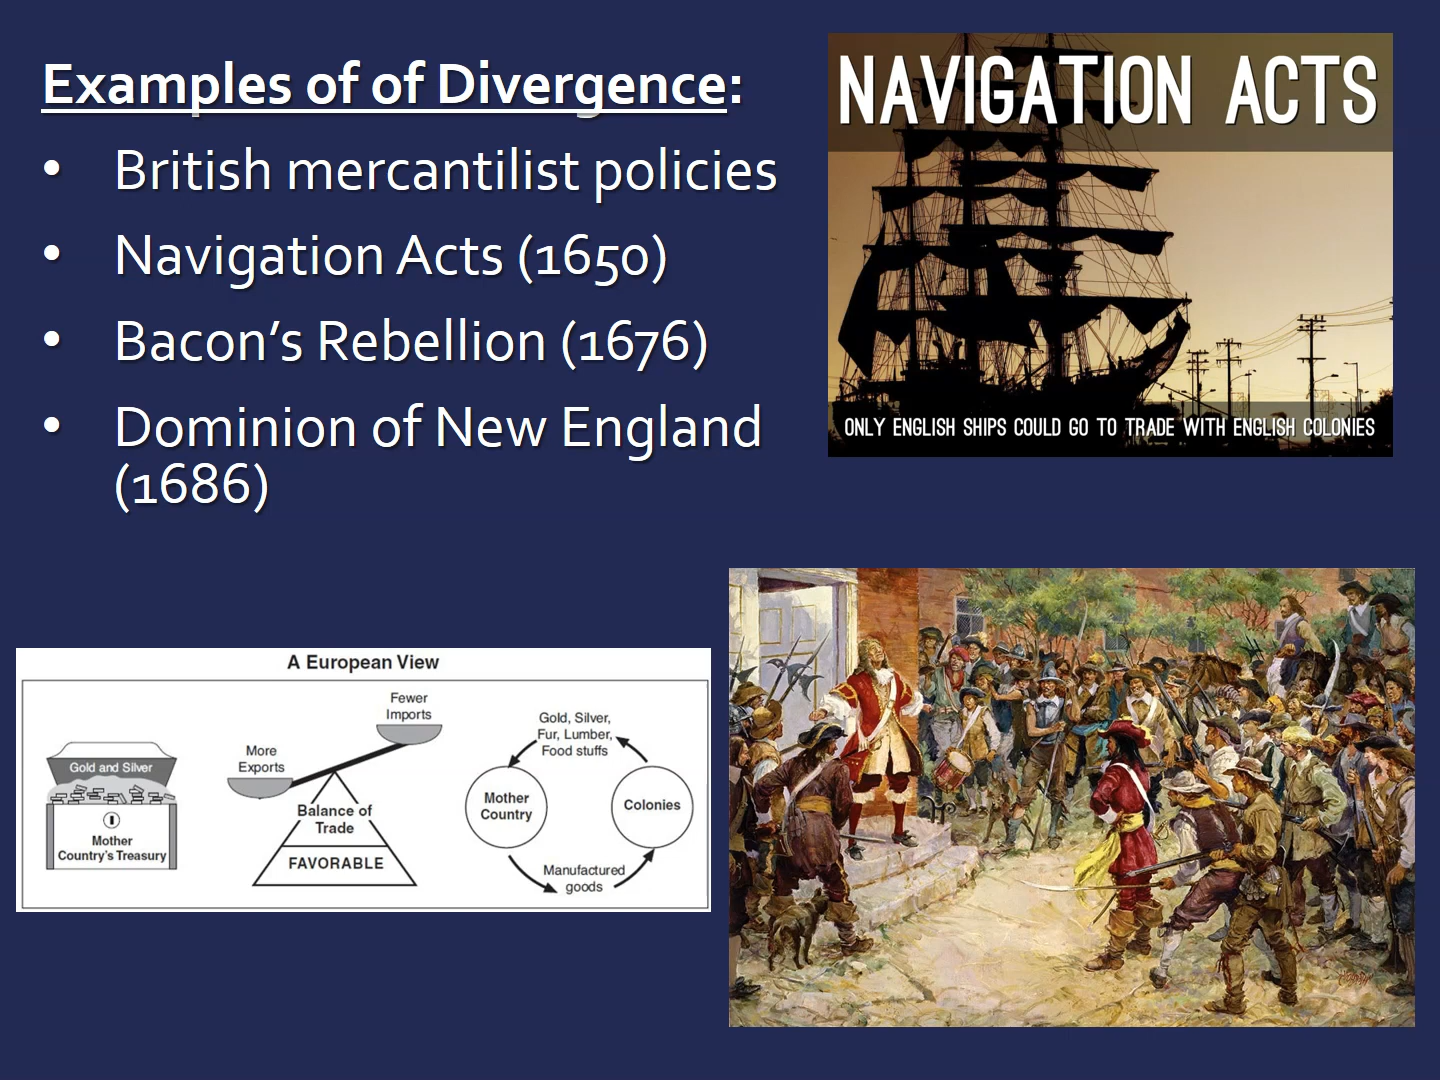 Examples of of Divergence:
• British mercantilist policies
• Navigation Acts (1650)
• Bacon’s Rebellion (1676)
• Dominion of New England
(1686)
NAVIGATION ACTS
ONLY ENGLISH SHIPS COULD GO TO TRADE WITH ENGLISH COLONIES
A European View
Gold and Silver
Mother
Country's Treasury
More
Exports
Fewer
Imports
Balance of
Trade
FAVORABLE
Gold, Silver,
Fur, Lumber,
Food stuffs
Mother
Country
Colonies
Manufactured
goods